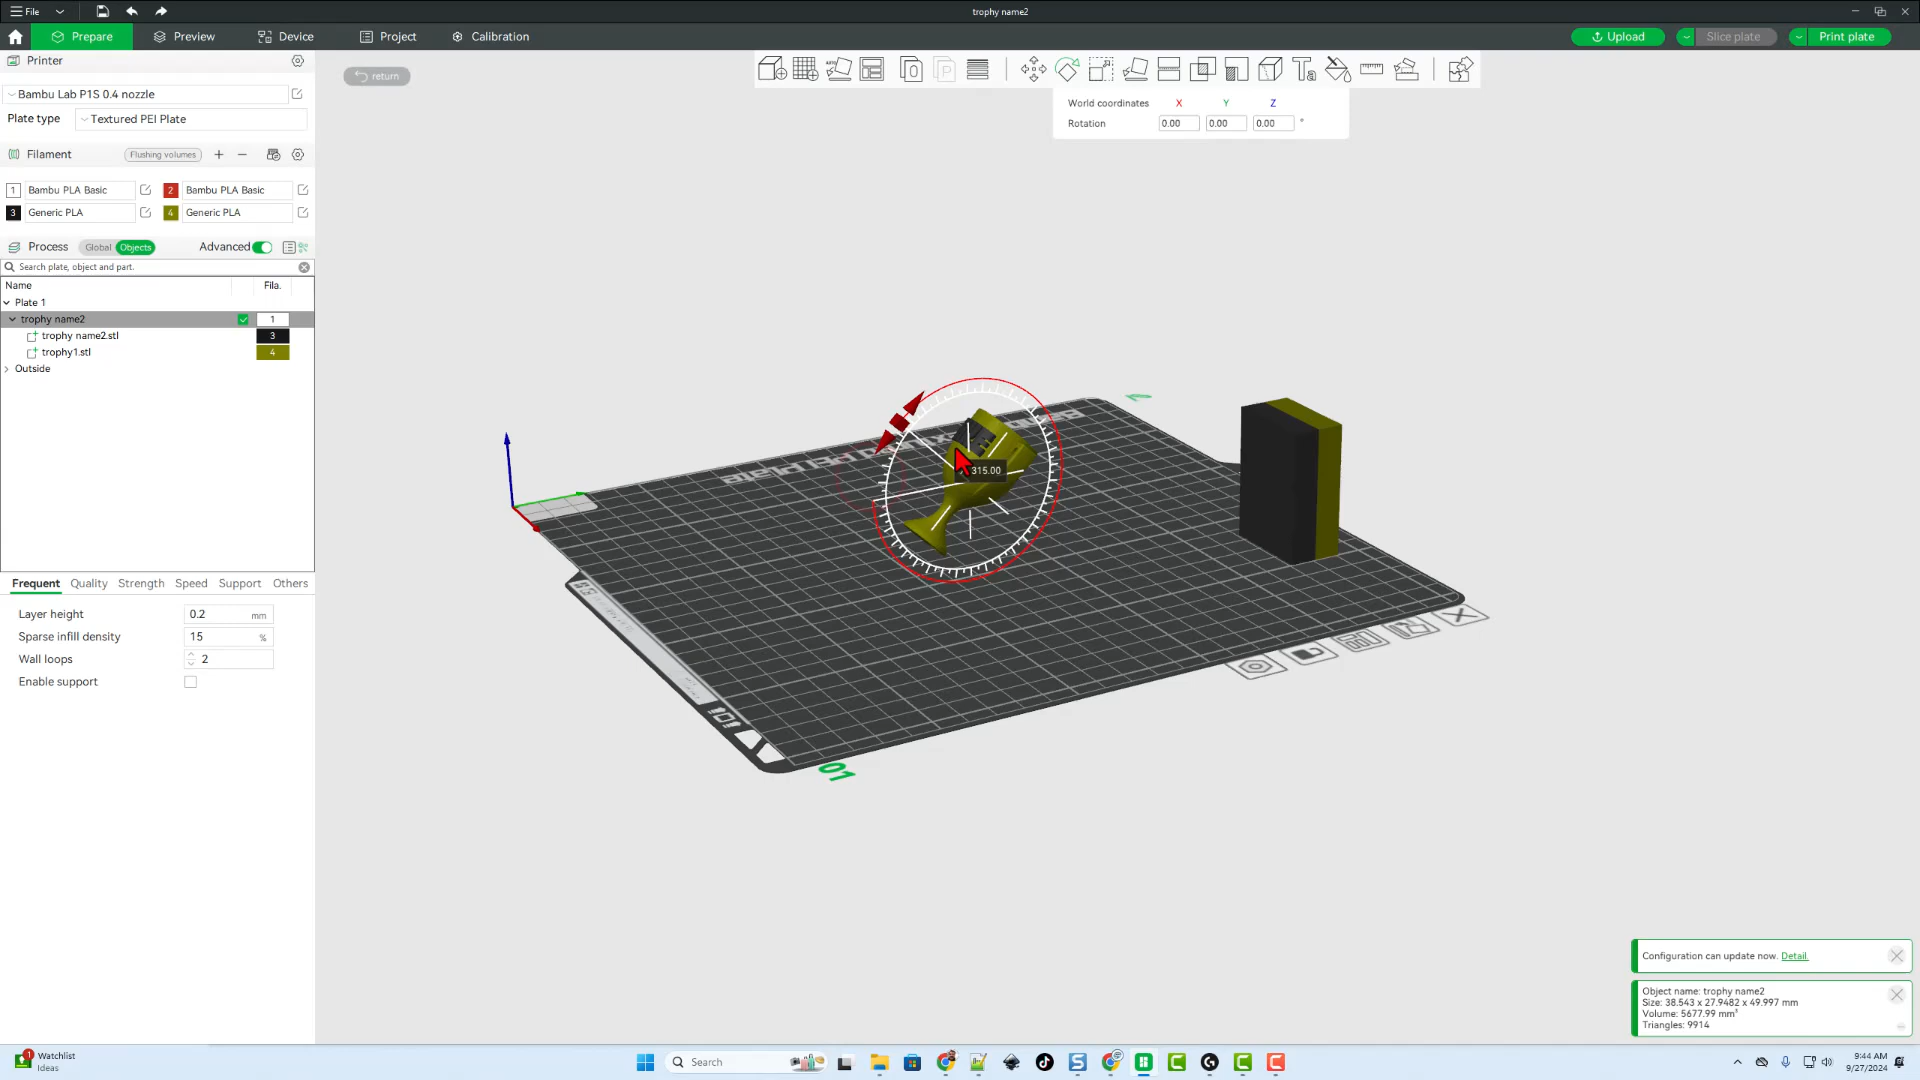 File
trophy name2
Prepare
Preview
Device
Project
Calibration
Upload
Slice plate
Print plate
Printer
return
Bambu Lab P1S 0.4 nozzle
Plate type
Textured PEI Plate
World coordinates X Y Z
Rotation 0.00 0.00 0.00 °
Filament
Flushing volumes
1 Bambu PLA Basic
2 Bambu PLA Basic
3 Generic PLA
4 Generic PLA
Process
Global
Objects
Advanced
Search plate, object and part.
Name
Fila.
Plate 1
trophy name2 1
trophy name2.stl 3
trophy1.stl 4
Outside
315.00
01
Frequent Quality Strength Speed Support Others
Layer height 0.2 mm
Sparse infill density 15 %
Wall loops 2
Enable support
Configuration can update now. Detail.
Object name: trophy name2
Size: 38.543 x 27.9482 x 49.997 mm
Volume: 5677.99 mm³
Triangles: 9914
1
Watchlist
Ideas
Search
9:44 AM
9/27/2024